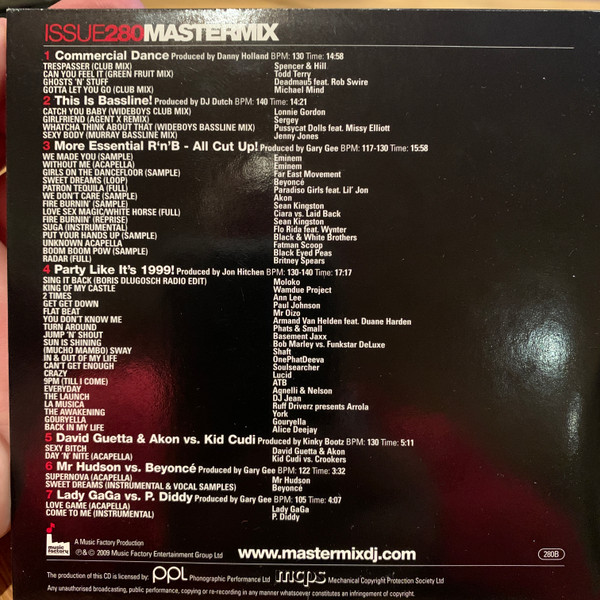 ISSUE280MASTERMIX
1 Commercial Dance Produced by Danny Holland BPM: 130 Time: 14:58
TRESPASSER (CLUB MIX) Spencer & Hill
CAN YOU FEEL IT (GREEN FRUIT MIX) Todd Terry
GHOSTS 'N' STUFF Deadmau5 feat. Rob Swire
GOTTA LET YOU GO (CLUB MIX) Michael Mind
2 This Is Bassline! Produced by DJ Dutch BPM: 140 Time: 14:21
CATCH YOU BABY (WIDEBOYS CLUB MIX) Lonnie Gordon
GIRLFRIEND (AGENT X REMIX) Sergey
WHATCHA THINK ABOUT THAT (WIDEBOYS BASSLINE MIX) Pussycat Dolls feat. Missy Elliott
SEXY BODY (MURRAY BASSLINE MIX) Jenny Jones
3 More Essential R'n'B - All Cut Up! Produced by Gary Gee BPM: 117-130 Time: 15:58
WE MADE YOU (SAMPLE) Eminem
WITHOUT ME (ACAPELLA) Eminem
GIRLS ON THE DANCEFLOOR (SAMPLE) Far East Movement
SWEET DREAMS (LOOP) Beyoncé
PATRON TEQUILA (FULL) Paradiso Girls feat. Lil' Jon
WE DON'T CARE (SAMPLE) Akon
FIRE BURNIN' (SAMPLE) Sean Kingston
LOVE SEX MAGIC/WHITE HORSE (FULL) Ciara vs. Laid Back
FIRE BURNIN' (REPRISE) Sean Kingston
SUGA (INSTRUMENTAL) Flo Rida feat. Wynter
PUT YOUR HANDS UP (SAMPLE) Black & White Brothers
UNKNOWN ACAPELLA Fatman Scoop
BOOM BOOM POW (SAMPLE) Black Eyed Peas
RADAR (FULL) Britney Spears
4 Party Like It's 1999! Produced by Jon Hitchen BPM: 130-140 Time: 17:17
SING IT BACK (BORIS DLUGOSCH RADIO EDIT) Moloko
KING OF MY CASTLE Wamdue Project
2 TIMES Ann Lee
GET GET DOWN Paul Johnson
FLAT BEAT Mr Oizo
YOU DON'T KNOW ME Armand Van Helden feat. Duane Harden
TURN AROUND Phats & Small
JUMP 'N' SHOUT Basement Jaxx
SUN IS SHINING Bob Marley vs. Funkstar DeLuxe
(MUCHO MAMBO) SWAY Shaft
IN & OUT OF MY LIFE OnePhatDeeva
CAN'T GET ENOUGH Soulsearcher
CRAZY Lucid
9PM (TILL I COME) ATB
EVERYDAY Agnelli & Nelson
THE LAUNCH DJ Jean
LA MUSICA Ruff Driverz presents Arrola
THE AWAKENING York
GOURYELLA Gouryella
BACK IN MY LIFE Alice Deejay
5 David Guetta & Akon vs. Kid Cudi Produced by Kinky Bootz BPM: 130 Time: 5:11
SEXY BITCH David Guetta & Akon
DAY 'N' NITE (ACAPELLA) Kid Cudi vs. Crookers
6 Mr Hudson vs. Beyoncé Produced by Gary Gee BPM: 122 Time: 3:32
SUPERNOVA (ACAPELLA) Mr Hudson
SWEET DREAMS (INSTRUMENTAL & VOCAL SAMPLES) Beyoncé
7 Lady GaGa vs. P. Diddy Produced by Gary Gee BPM: 105 Time: 4:07
LOVE GAME (ACAPELLA) Lady GaGa
COME TO ME (INSTRUMENTAL) P. Diddy
music factory
A Music Factory Production
℗ & © 2009 Music Factory Entertainment Group Ltd
www.mastermixdj.com
280B
The production of this CD is licensed by: ppl Phonographic Performance Ltd mcps Mechanical Copyright Protection Society Ltd
Any unauthorised broadcasting, public performance, copying or re-recording in any manner whatsoever constitutes an infringement of copyright.